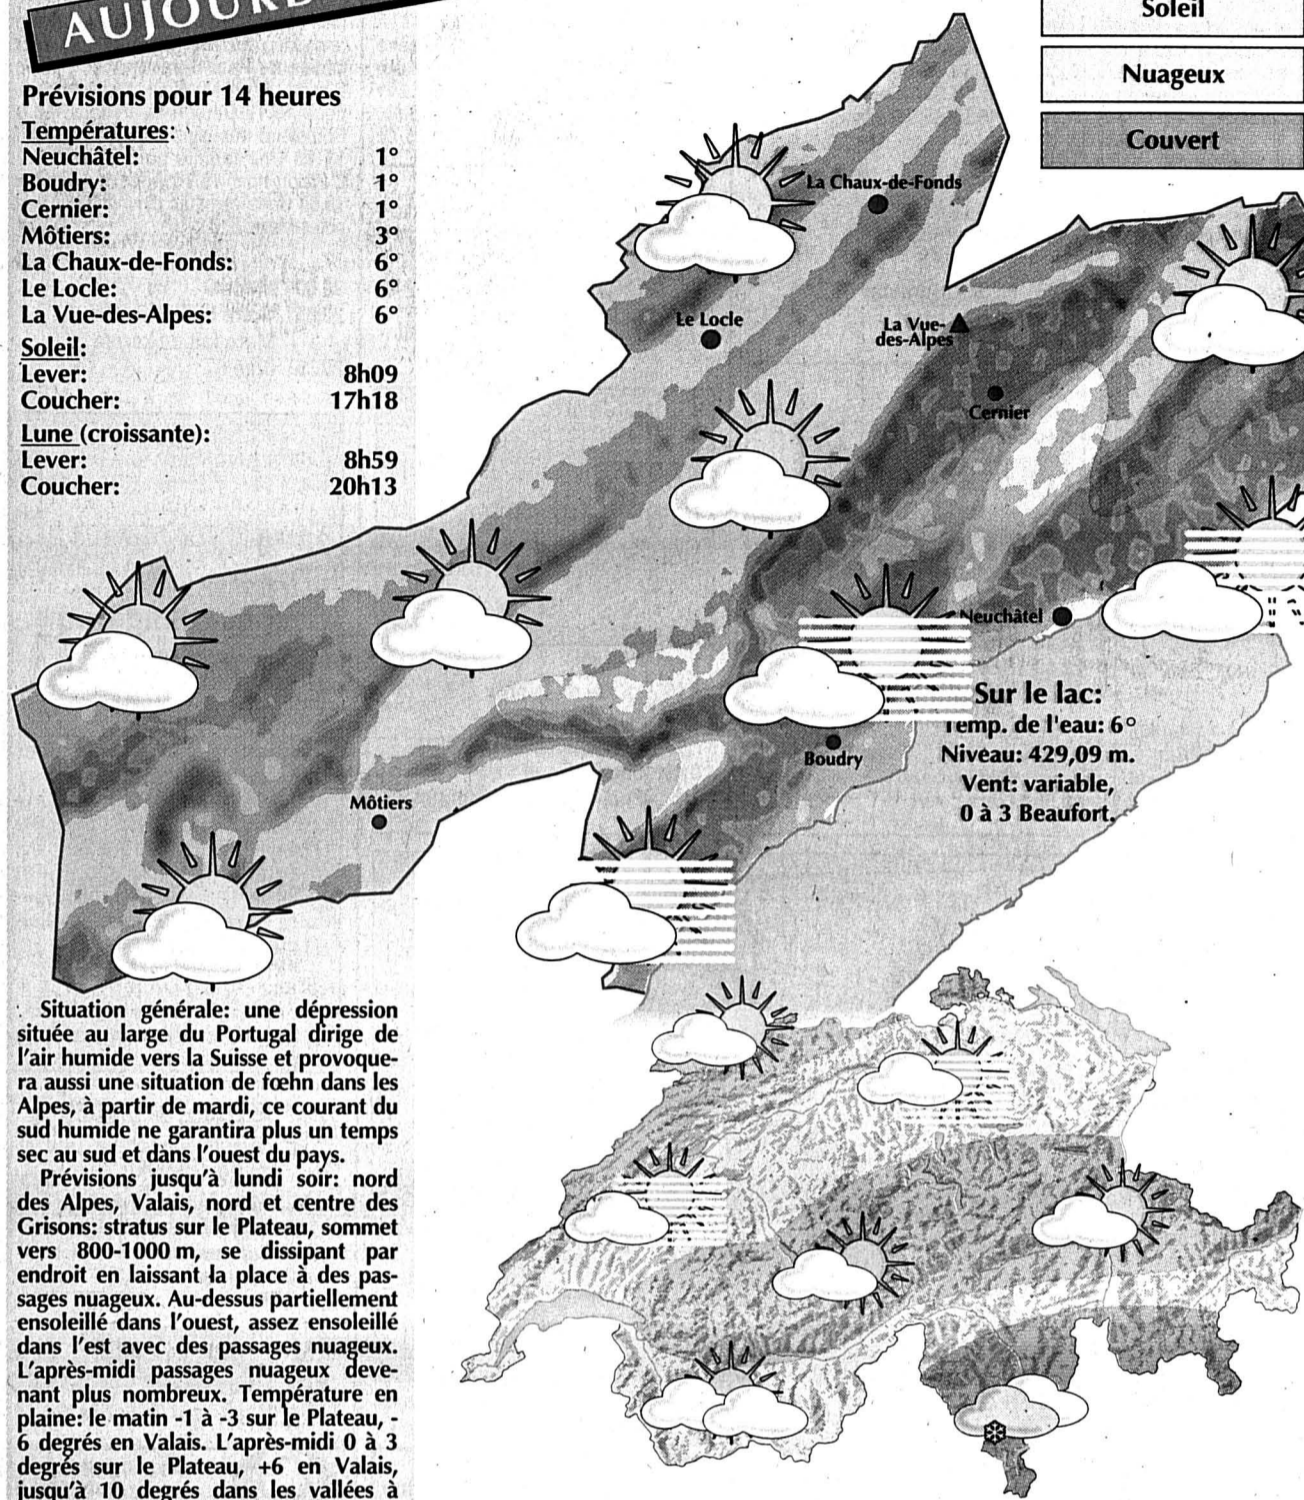 AUJOURD
Prévisions pour 14 heures
Températures:
Neuchâtel: 1°
Boudry: 1°
Cernier: 1°
Môtiers: 3°
La Chaux-de-Fonds: 6°
Le Locle: 6°
La Vue-des-Alpes: 6°
Soleil:
Lever: 8h09
Coucher: 17h18
Lune (croissante):
Lever: 8h59
Coucher: 20h13
Soleil
Nuageux
Couvert
La Chaux-de-Fonds
Le Locle
La Vue-
des-Alpes
Cernier
Neuchâtel
Boudry
Môtiers
Sur le lac:
Temp. de l'eau: 6°
Niveau: 429,09 m.
Vent: variable,
0 à 3 Beaufort.
Situation générale: une dépression
située au large du Portugal dirige de
l'air humide vers la Suisse et provoque-
ra aussi une situation de fœhn dans les
Alpes, à partir de mardi, ce courant du
sud humide ne garantira plus un temps
sec au sud et dans l'ouest du pays.
Prévisions jusqu'à lundi soir: nord
des Alpes, Valais, nord et centre des
Grisons: stratus sur le Plateau, sommet
vers 800-1000 m, se dissipant par
endroit en laissant la place à des pas-
sages nuageux. Au-dessus partiellement
ensoleillé dans l'ouest, assez ensoleillé
dans l'est avec des passages nuageux.
L'après-midi passages nuageux deve-
nant plus nombreux. Température en
plaine: le matin -1 à -3 sur le Plateau, -
6 degrés en Valais. L'après-midi 0 à 3
degrés sur le Plateau, +6 en Valais,
jusqu'à 10 degrés dans les vallées à